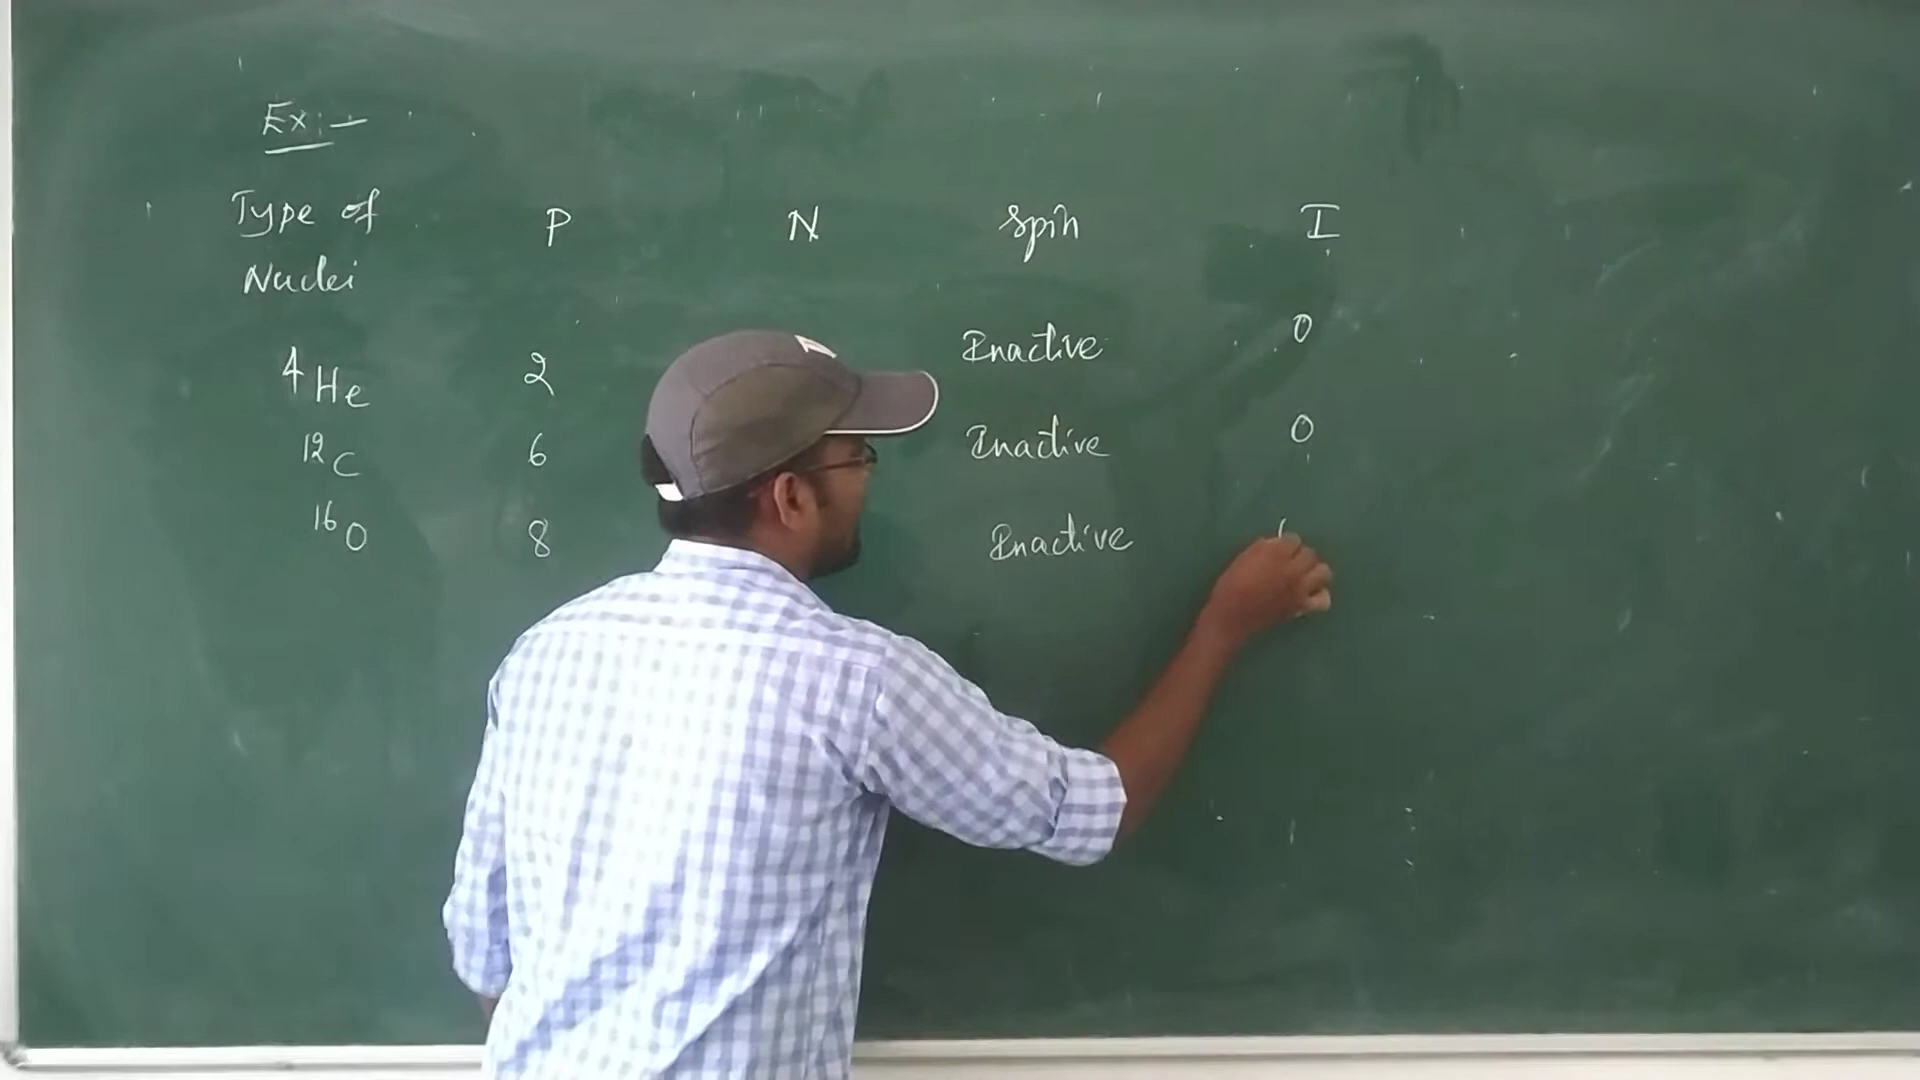 Ex:-
Type of Nuclei P N Spin I
4He 2 Inactive 0
12C 6 Inactive 0
16O 8 Inactive